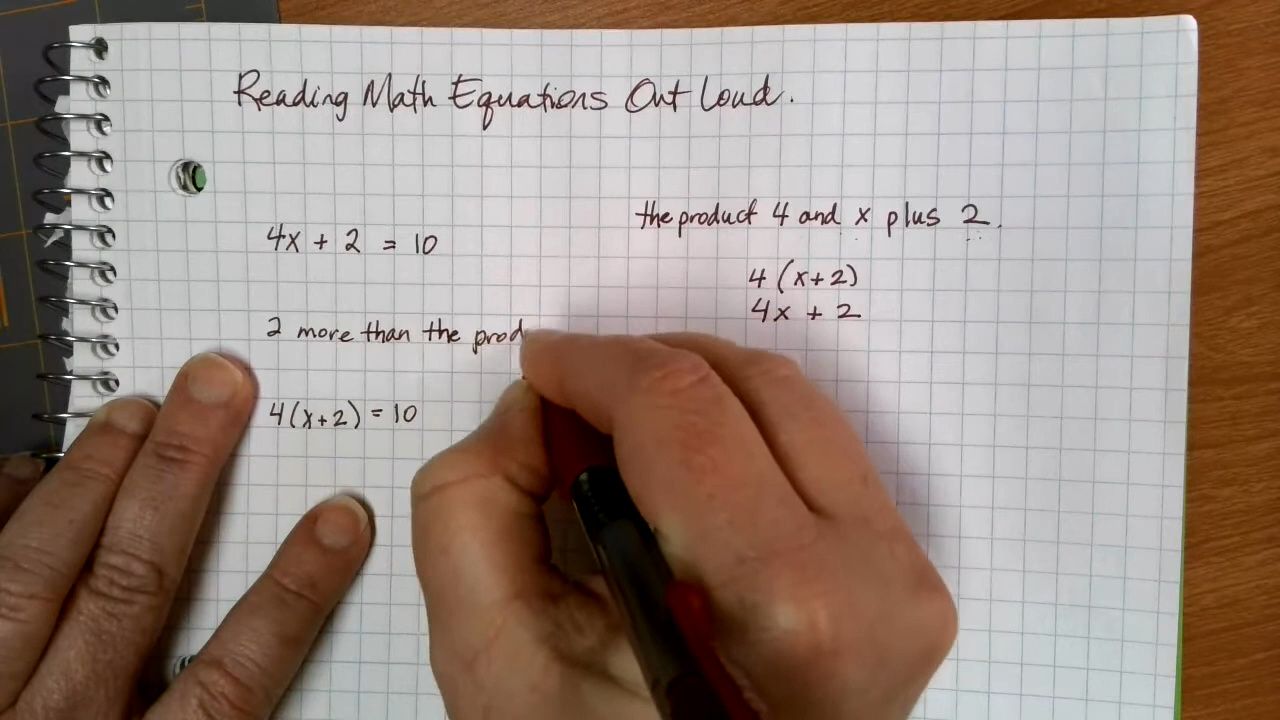 Reading Math Equations Out Loud.
the product 4 and x plus 2.
4x + 2 = 10
4 (x+2)
4x + 2
2 more than the prod
4(x+2) = 10